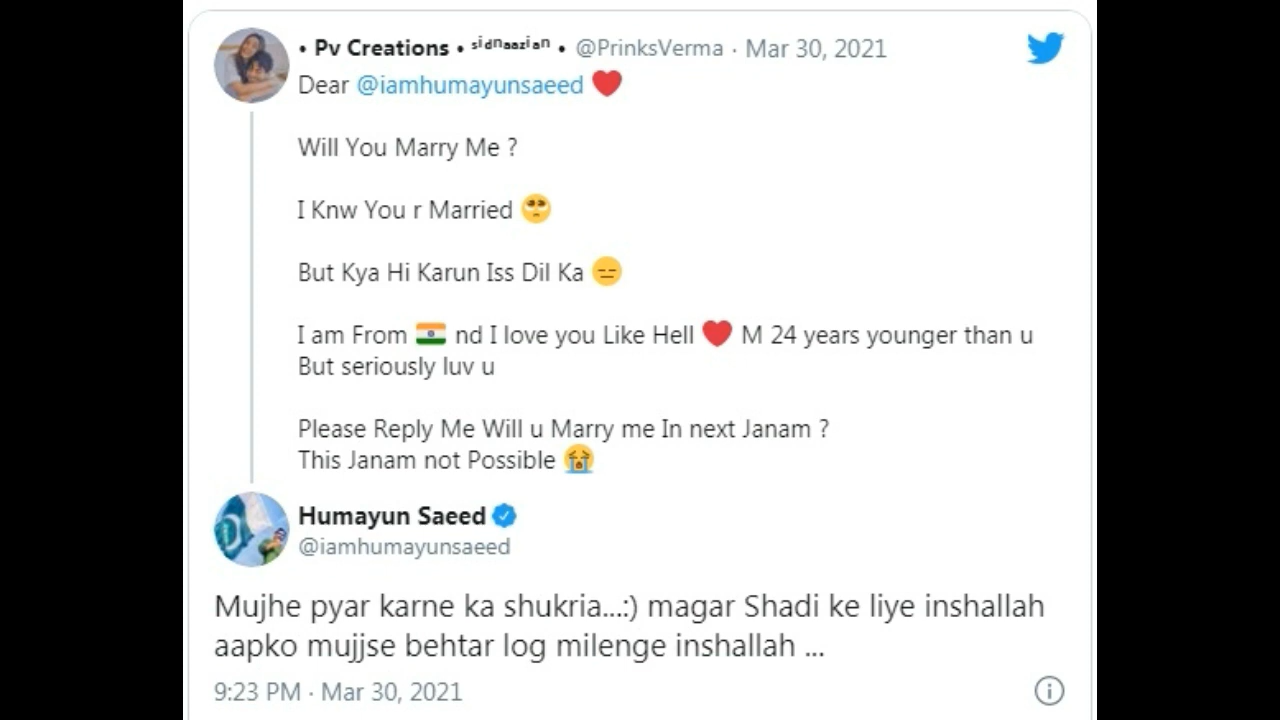 • Pv Creations • ˢⁱᵈⁿᵃᵃᶻⁱᵃⁿ • @PrinksVerma · Mar 30, 2021
Dear @iamhumayunsaeed ❤️
Will You Marry Me ?
I Knw You r Married 🥺
But Kya Hi Karun Iss Dil Ka 😑
I am From 🇮🇳 nd I love you Like Hell ❤️ M 24 years younger than u
But seriously luv u
Please Reply Me Will u Marry me In next Janam ?
This Janam not Possible 😭
Humayun Saeed
@iamhumayunsaeed
Mujhe pyar karne ka shukria...:) magar Shadi ke liye inshallah
aapko mujjse behtar log milenge inshallah ...
9:23 PM · Mar 30, 2021